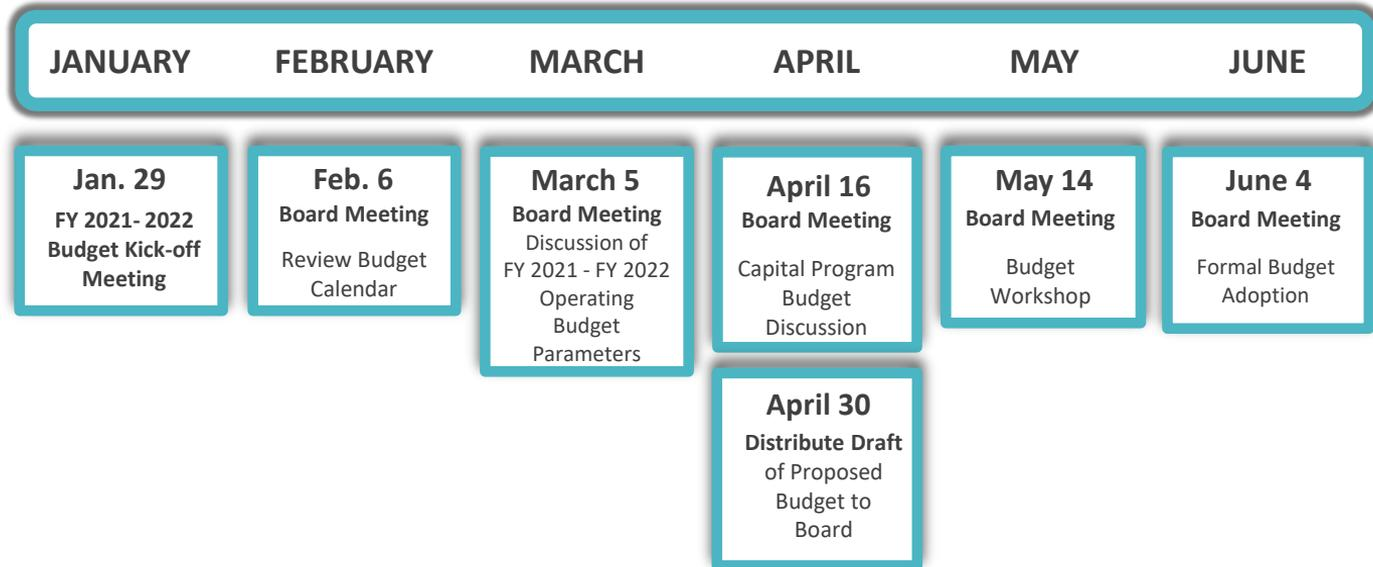 JANUARY FEBRUARY MARCH APRIL MAY JUNE
Jan. 29
FY 2021- 2022
Budget Kick-off
Meeting
Feb. 6
Board Meeting
Review Budget
Calendar
March 5
Board Meeting
Discussion of
FY 2021 - FY 2022
Operating
Budget
Parameters
April 16
Board Meeting
Capital Program
Budget
Discussion
April 30
Distribute Draft
of Proposed
Budget to
Board
May 14
Board Meeting
Budget
Workshop
June 4
Board Meeting
Formal Budget
Adoption